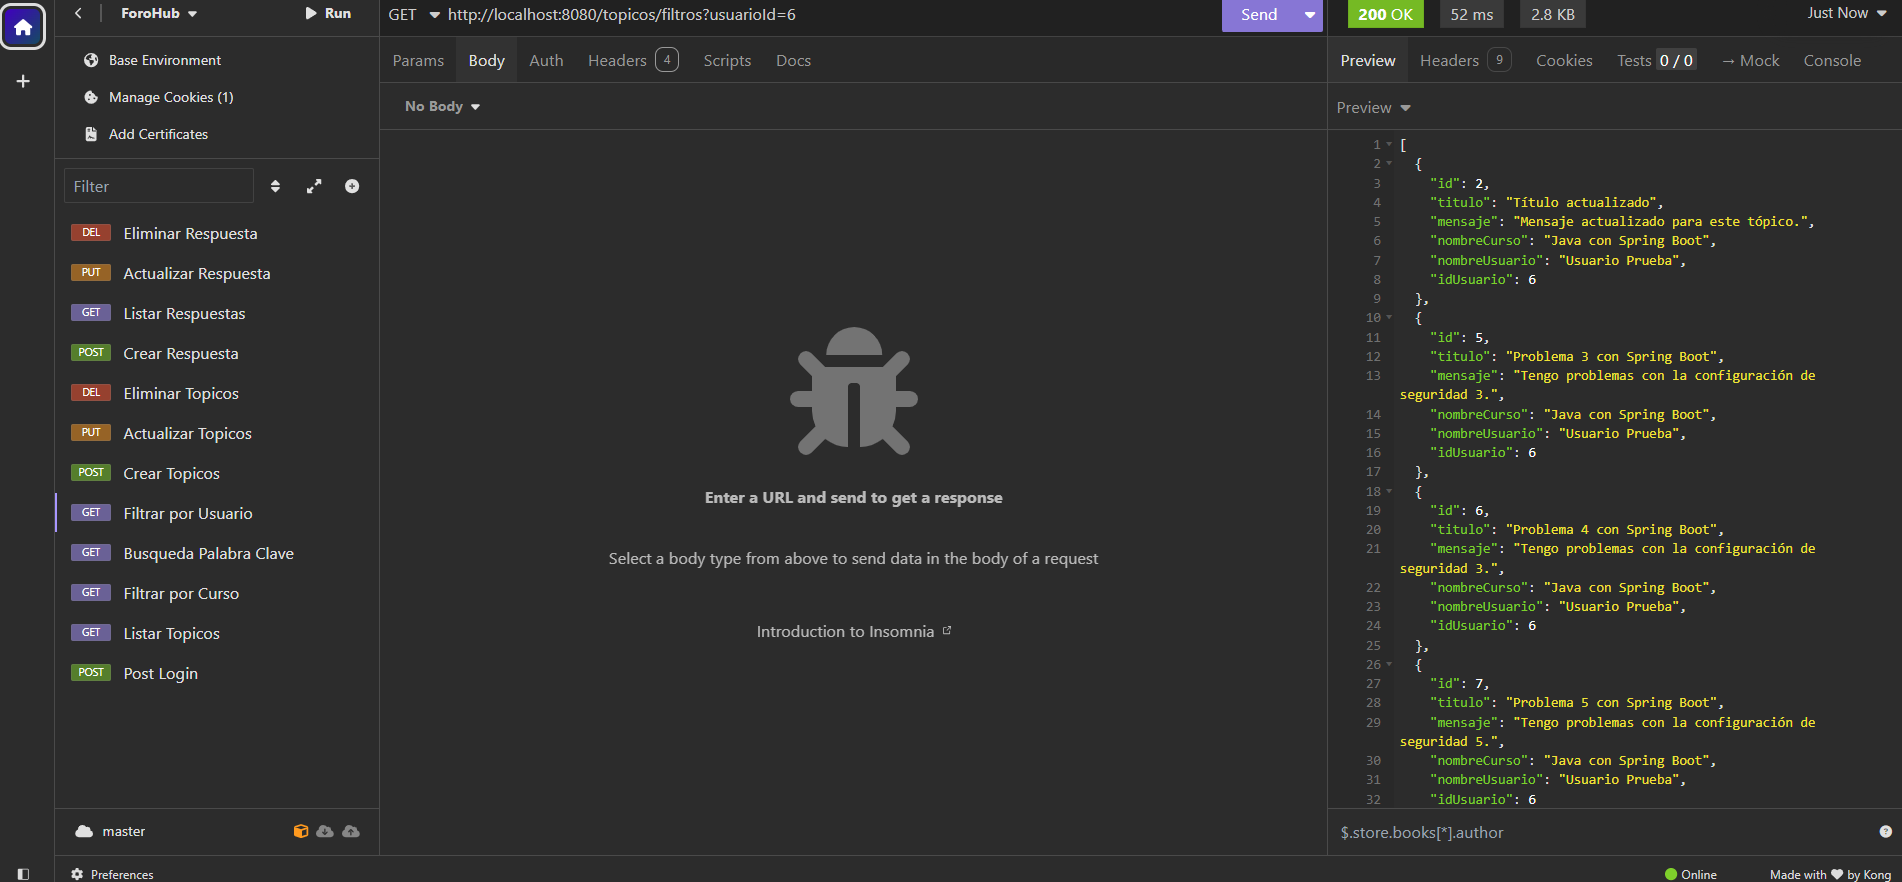 ForoHub
Run
Base Environment
Manage Cookies (1)
Add Certificates
Filter
DEL Eliminar Respuesta
PUT Actualizar Respuesta
GET Listar Respuestas
POST Crear Respuesta
DEL Eliminar Topicos
PUT Actualizar Topicos
POST Crear Topicos
GET Filtrar por Usuario
GET Busqueda Palabra Clave
GET Filtrar por Curso
GET Listar Topicos
POST Post Login
master
Preferences
GET http://localhost:8080/topicos/filtros?usuarioId=6
Send
Params Body Auth Headers 4 Scripts Docs
No Body
Enter a URL and send to get a response
Select a body type from above to send data in the body of a request
Introduction to Insomnia
200 OK 52 ms 2.8 KB Just Now
Preview Headers 9 Cookies Tests 0 / 0 → Mock Console
Preview
1 [
2 {
3 "id": 2,
4 "titulo": "Título actualizado",
5 "mensaje": "Mensaje actualizado para este tópico.",
6 "nombreCurso": "Java con Spring Boot",
7 "nombreUsuario": "Usuario Prueba",
8 "idUsuario": 6
9 },
10 {
11 "id": 5,
12 "titulo": "Problema 3 con Spring Boot",
13 "mensaje": "Tengo problemas con la configuración de
seguridad 3.",
14 "nombreCurso": "Java con Spring Boot",
15 "nombreUsuario": "Usuario Prueba",
16 "idUsuario": 6
17 },
18 {
19 "id": 6,
20 "titulo": "Problema 4 con Spring Boot",
21 "mensaje": "Tengo problemas con la configuración de
seguridad 3.",
22 "nombreCurso": "Java con Spring Boot",
23 "nombreUsuario": "Usuario Prueba",
24 "idUsuario": 6
25 },
26 {
27 "id": 7,
28 "titulo": "Problema 5 con Spring Boot",
29 "mensaje": "Tengo problemas con la configuración de
seguridad 5.",
30 "nombreCurso": "Java con Spring Boot",
31 "nombreUsuario": "Usuario Prueba",
32 "idUsuario": 6
$.store.books[*].author
Online
Made with ♥ by Kong